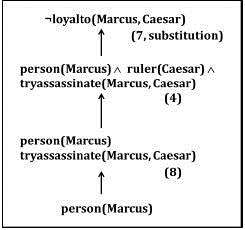 ¬loyalto(Marcus, Caesar)
(7, substitution)
person(Marcus) ∧ ruler(Caesar) ∧
tryassassinate(Marcus, Caesar)
(4)
person(Marcus)
tryassassinate(Marcus, Caesar)
(8)
person(Marcus)